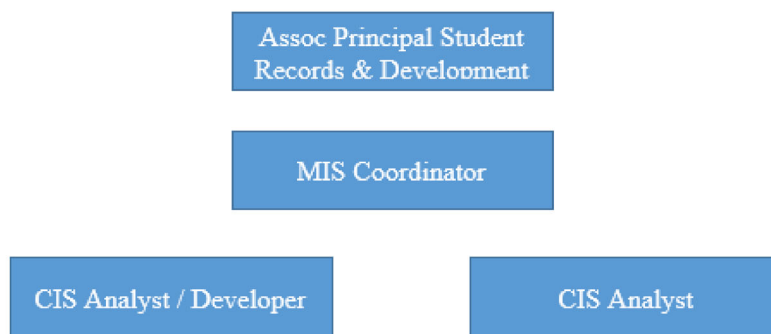 Assoc Principal Student
Records & Development
MIS Coordinator
CIS Analyst / Developer
CIS Analyst